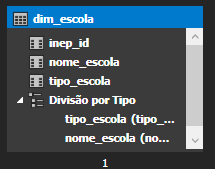 dim_escola
inep_id
nome_escola
tipo_escola
Divisão por Tipo
tipo_escola (tipo_...
nome_escola (no...
1